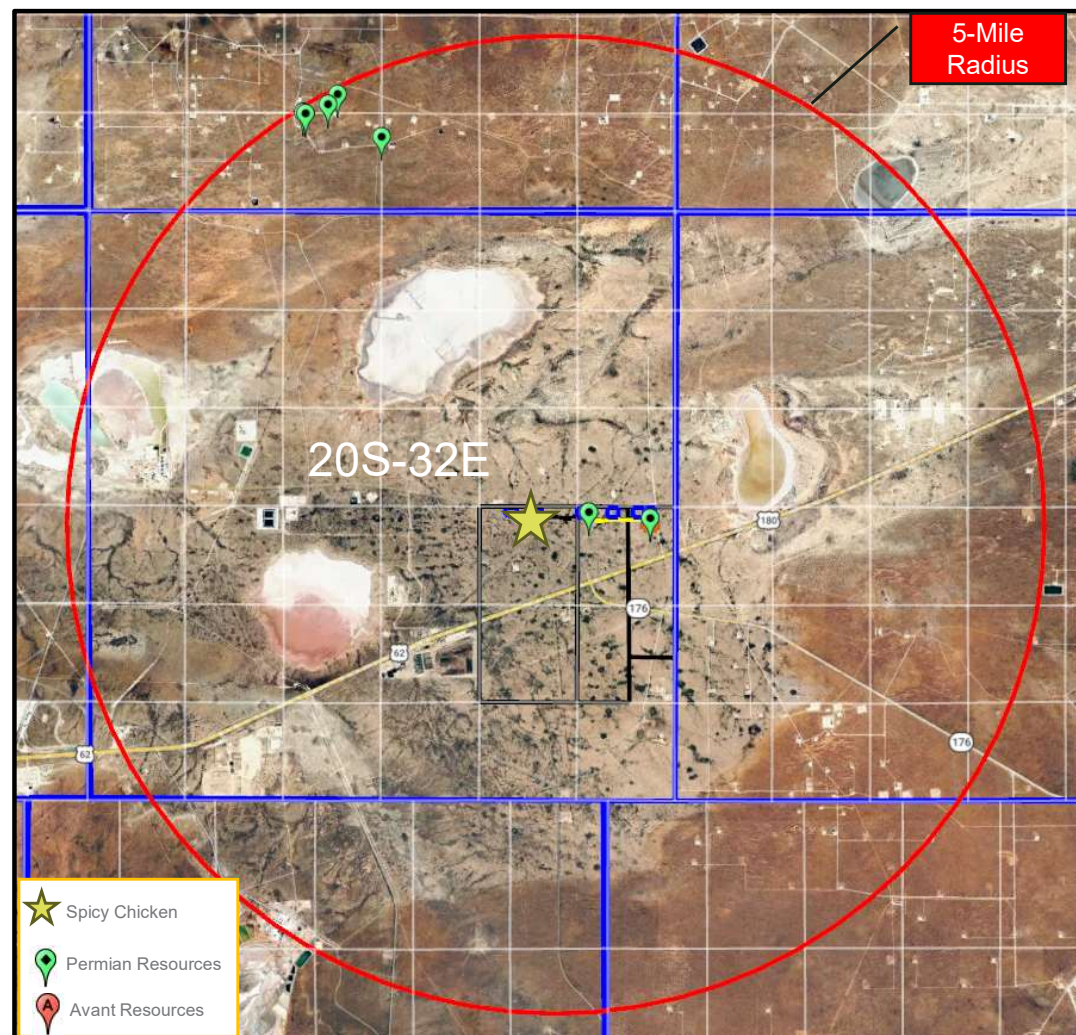 5-Mile
Radius
20S-32E
180
176
62
176
62
Spicy Chicken
Permian Resources
A
Avant Resources